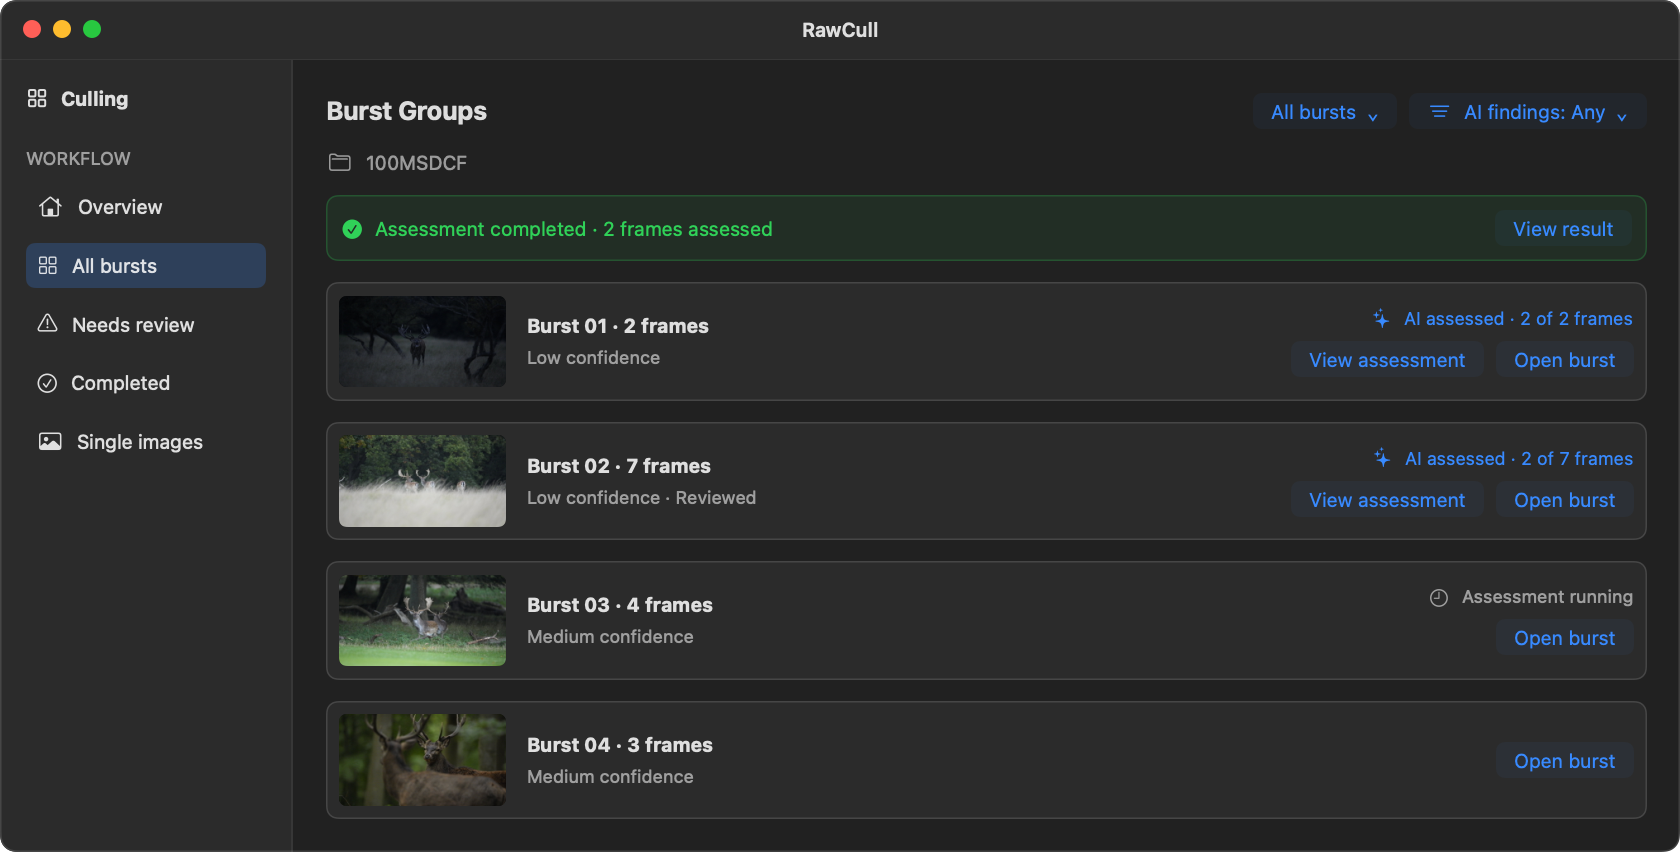 RawCull
Culling
WORKFLOW
Overview
All bursts
Needs review
Completed
Single images
Burst Groups
All bursts
AI findings: Any
100MSDCF
Assessment completed · 2 frames assessed
View result
Burst 01 · 2 frames
Low confidence
AI assessed · 2 of 2 frames
View assessment
Open burst
Burst 02 · 7 frames
Low confidence · Reviewed
AI assessed · 2 of 7 frames
View assessment
Open burst
Burst 03 · 4 frames
Medium confidence
Assessment running
Open burst
Burst 04 · 3 frames
Medium confidence
Open burst